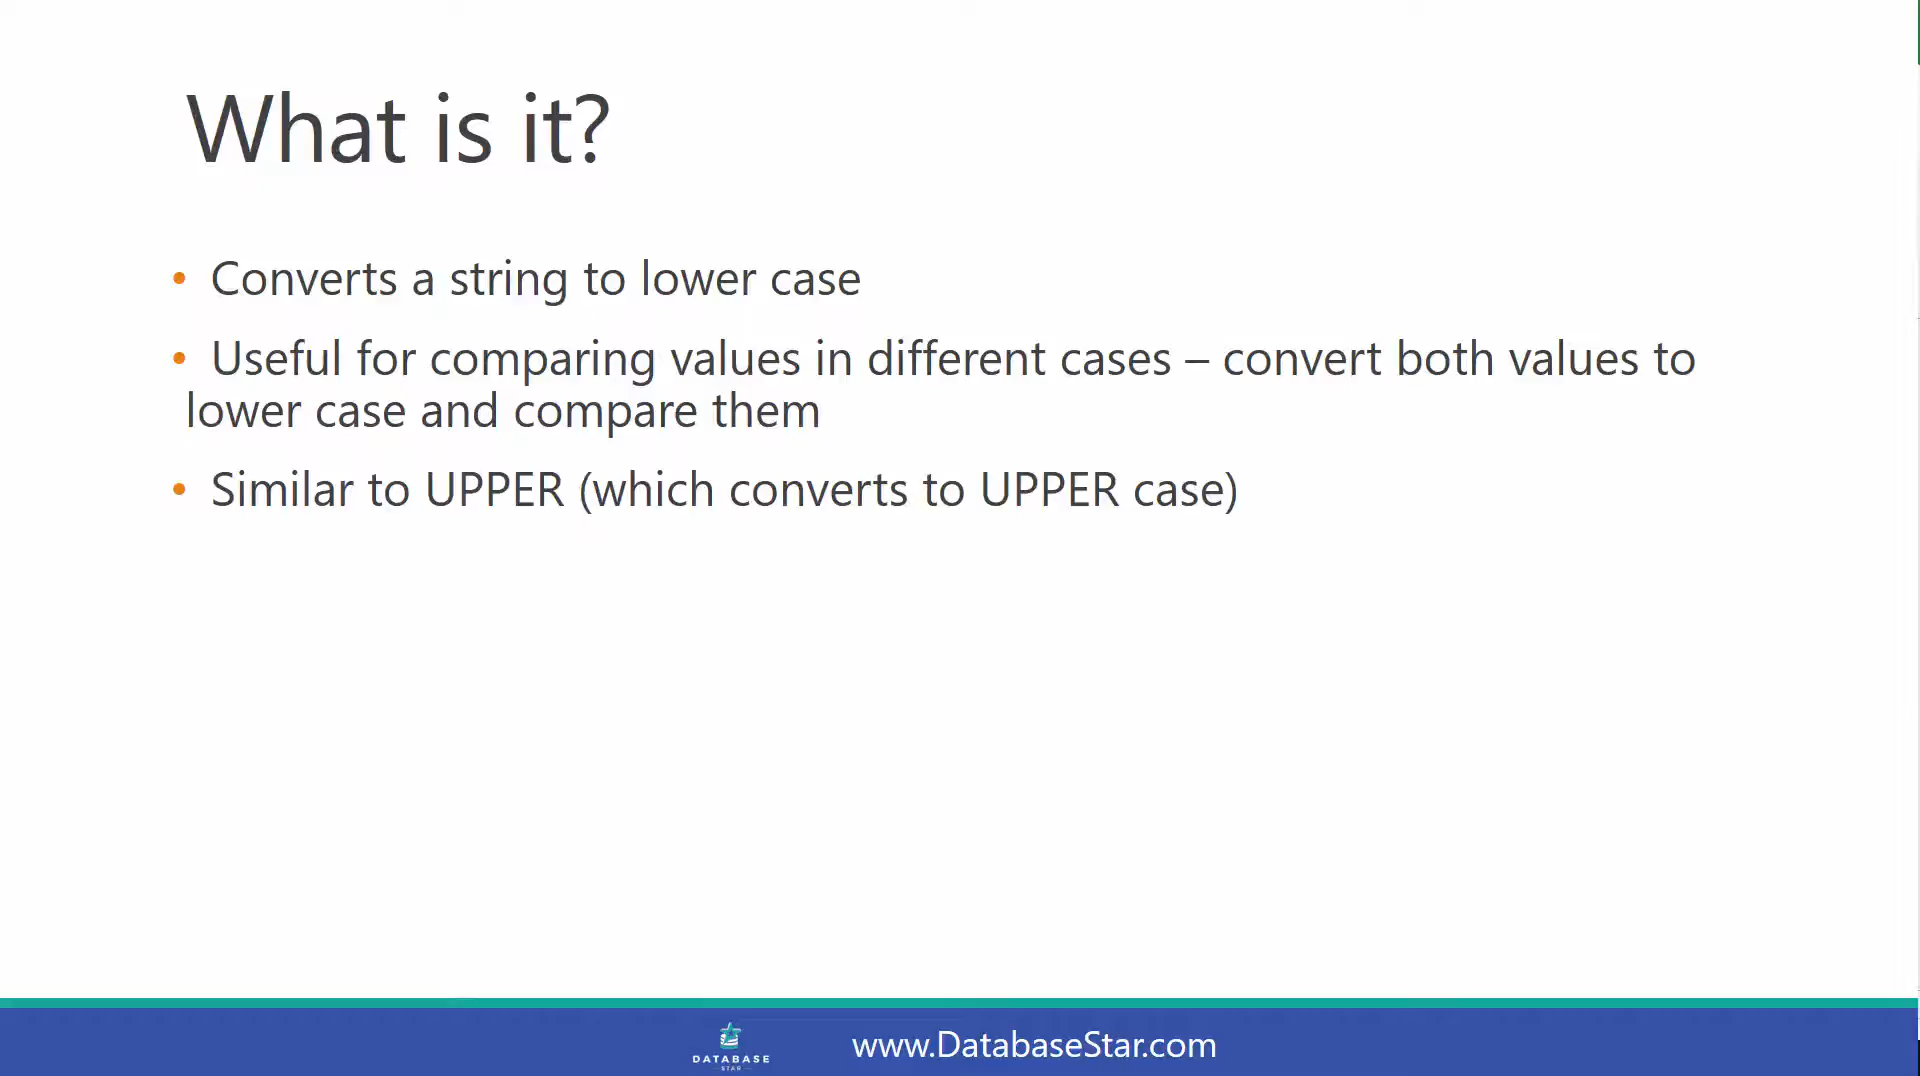 What is it?
• Converts a string to lower case
• Useful for comparing values in different cases – convert both values to
lower case and compare them
• Similar to UPPER (which converts to UPPER case)
DATABASE
STAR
www.DatabaseStar.com